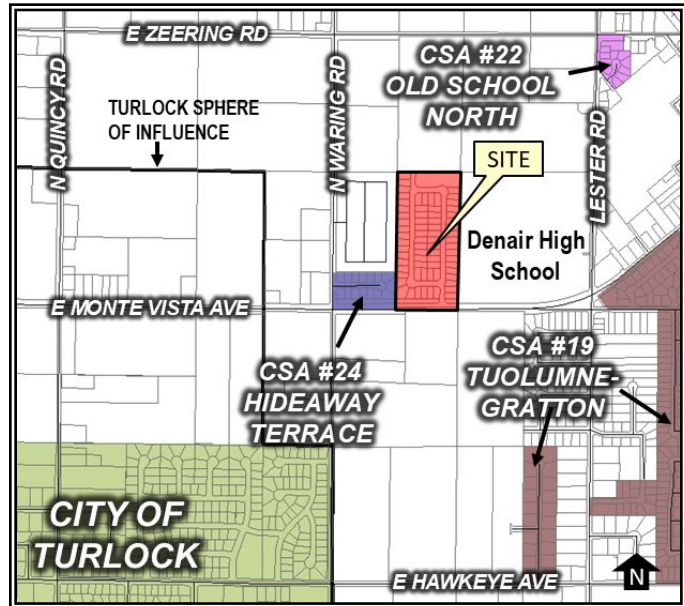 E ZEERING RD
CSA #22
OLD SCHOOL
NORTH
N QUINCY RD
TURLOCK SPHERE
OF INFLUENCE
N WARING RD
LESTER RD
SITE
Denair High
School
E MONTE VISTA AVE
CSA #24
HIDEAWAY
TERRACE
CSA #19
TUOLUMNE-
GRATTON
CITY OF
TURLOCK
E HAWKEYE AVE
N